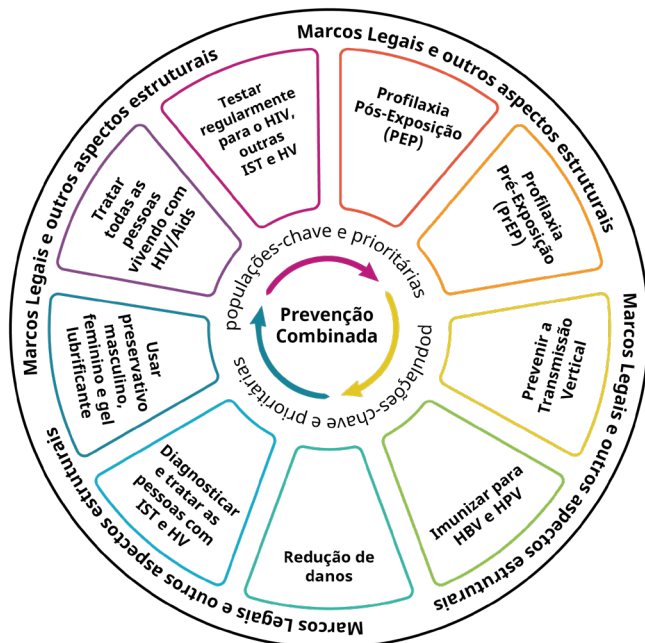 Marcos Legais e outros aspectos estruturais
Marcos Legais e outros aspectos estruturais
Marcos Legais e outros aspectos estruturais
Marcos Legais e outros aspectos estruturais
Marcos Legais e outros aspectos estruturais
Testar
regularmente
para o HIV,
outras
IST e HV
Profilaxia
Pós-Exposição
(PEP)
Profilaxia
Pré-Exposição
(PrEP)
Prevenir a
Transmissão
Vertical
Imunizar para
HBV e HPV
Redução de
danos
Diagnosticar
e tratar as
pessoas com
IST e HV
Usar
preservativo
masculino,
feminino e gel
lubrificante
Tratar
todas as
pessoas
vivendo com
HIV/Aids
populações-chave e prioritárias
populações-chave e prioritárias
Prevenção
Combinada